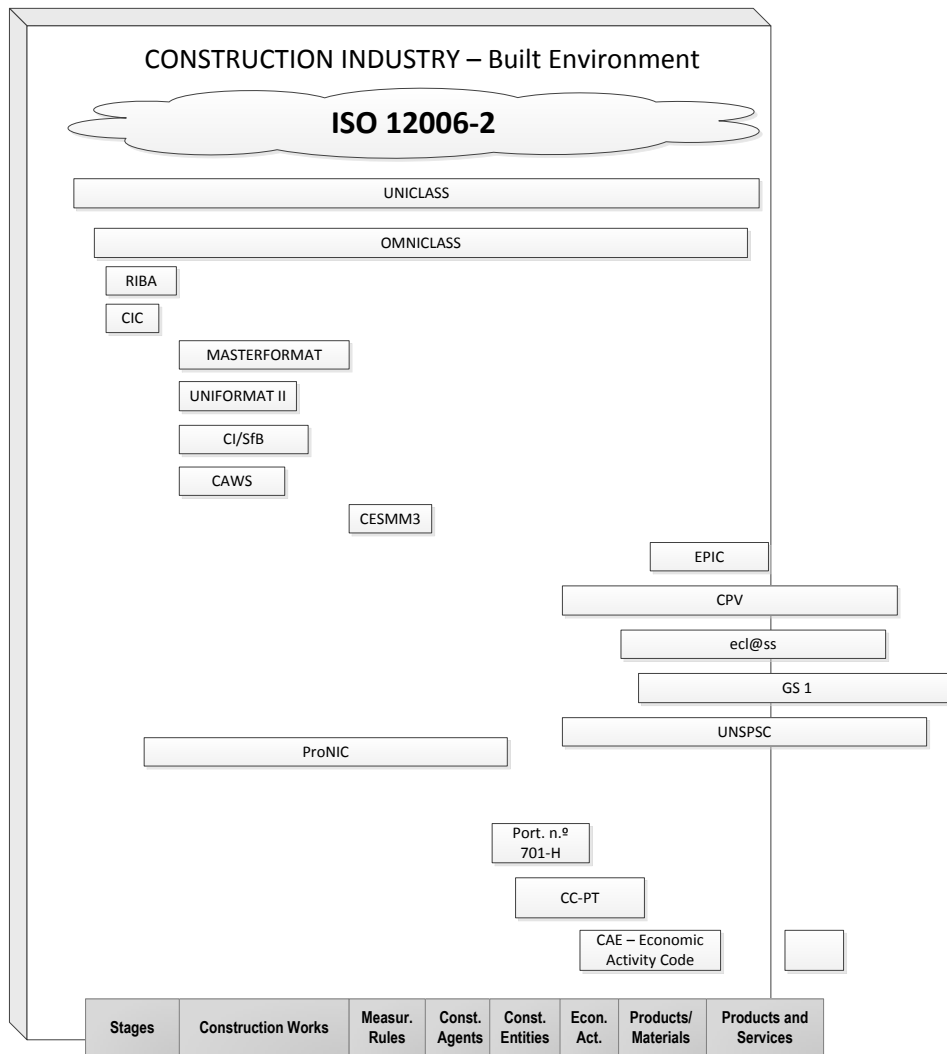 CONSTRUCTION INDUSTRY – Built Environment
ISO 12006-2
UNICLASS
OMNICLASS
RIBA
CIC
MASTERFORMAT
UNIFORMAT II
CI/SfB
CAWS
CESMM3
EPIC
CPV
ecl@ss
GS 1
UNSPSC
ProNIC
Port. n.º
701-H
CC-PT
CAE – Economic
Activity Code
Stages
Construction Works
Measur.
Rules
Const.
Agents
Const.
Entities
Econ.
Act.
Products/
Materials
Products and
Services